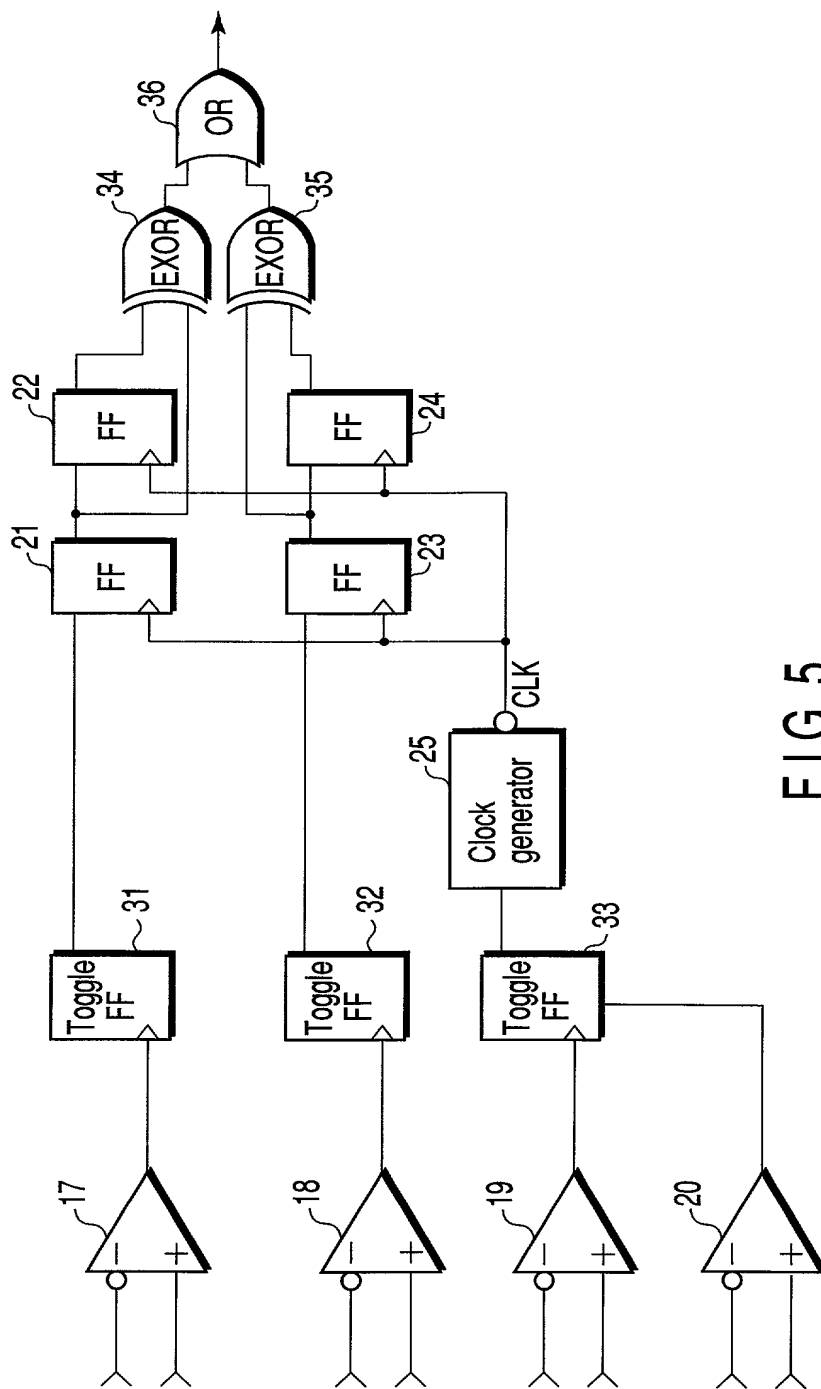 17
−
+
Toggle
FF
31
21
FF
22
FF
34
EXOR
36
OR
EXOR
35
18
−
+
Toggle
FF
32
FF
23
FF
24
19
−
+
Toggle
FF
33
25
Clock
generator
CLK
20
−
+
FIG. 5